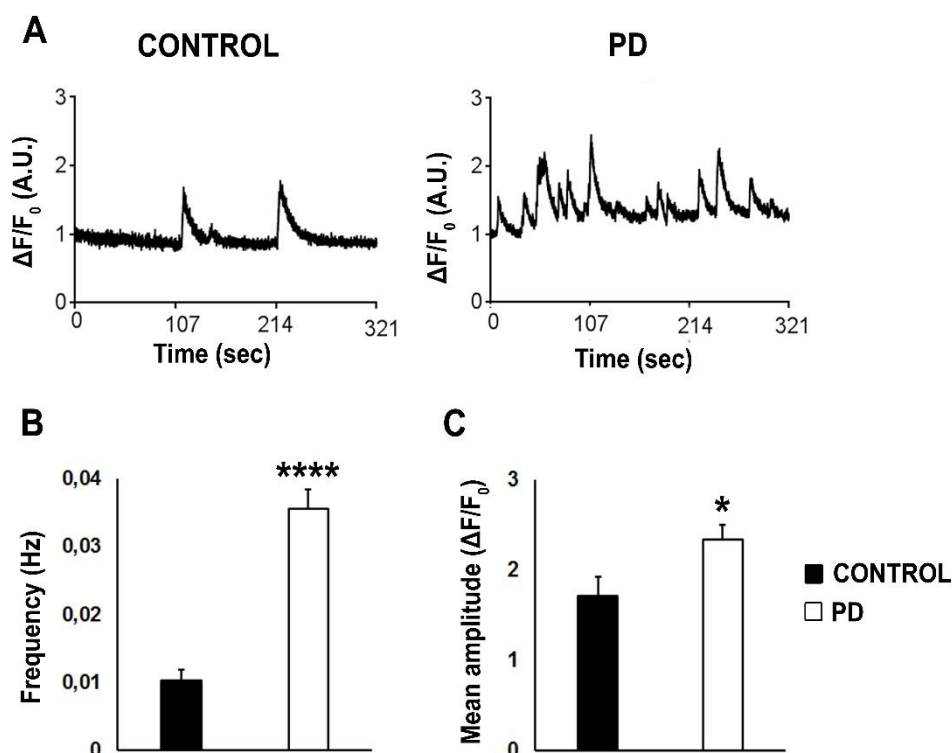 A
CONTROL
PD
ΔF/F₀ (A.U.)
3
2
1
0
0 107 214 321
Time (sec)
ΔF/F₀ (A.U.)
3
2
1
0
0 107 214 321
Time (sec)
B
Frequency (Hz)
0,04
0,03
0,02
0,01
0
****
C
Mean amplitude (ΔF/F₀)
3
2
1
0
*
CONTROL
PD